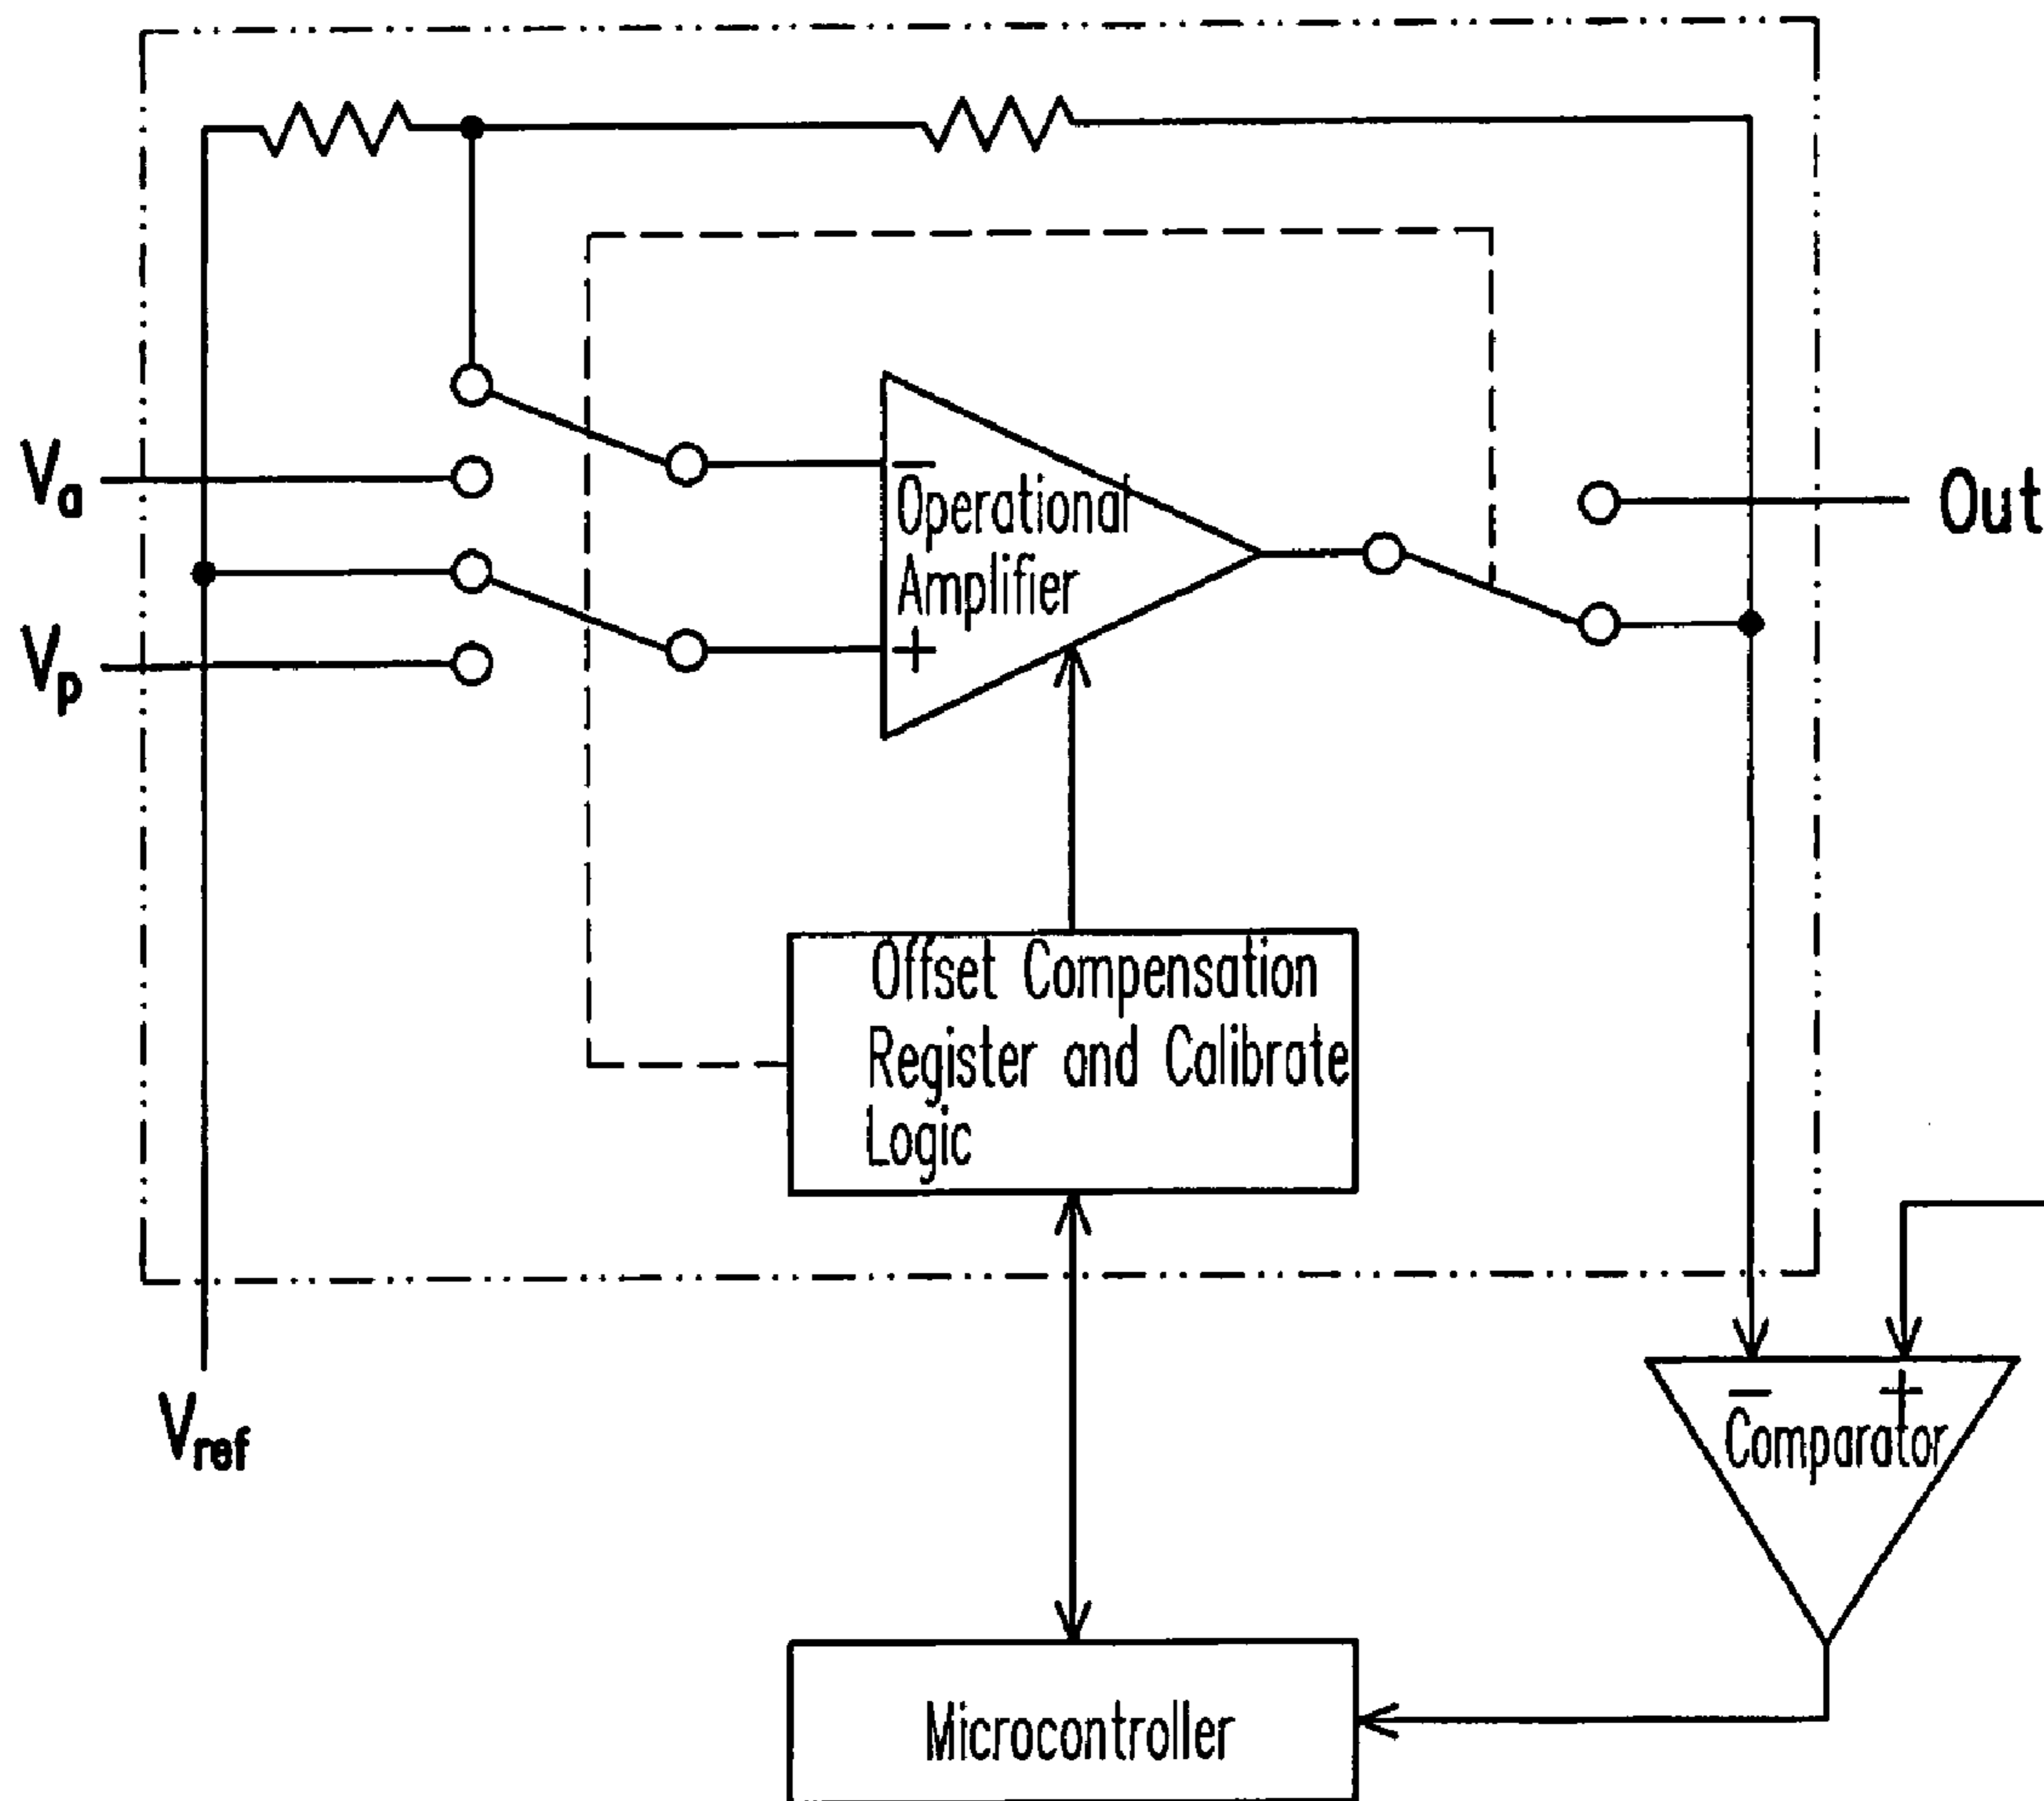 Va
Vp
−
Operational
Amplifier
+
Out
Offset Compensation
Register and Calibrate
Logic
Vref
− +
Comparator
Microcontroller